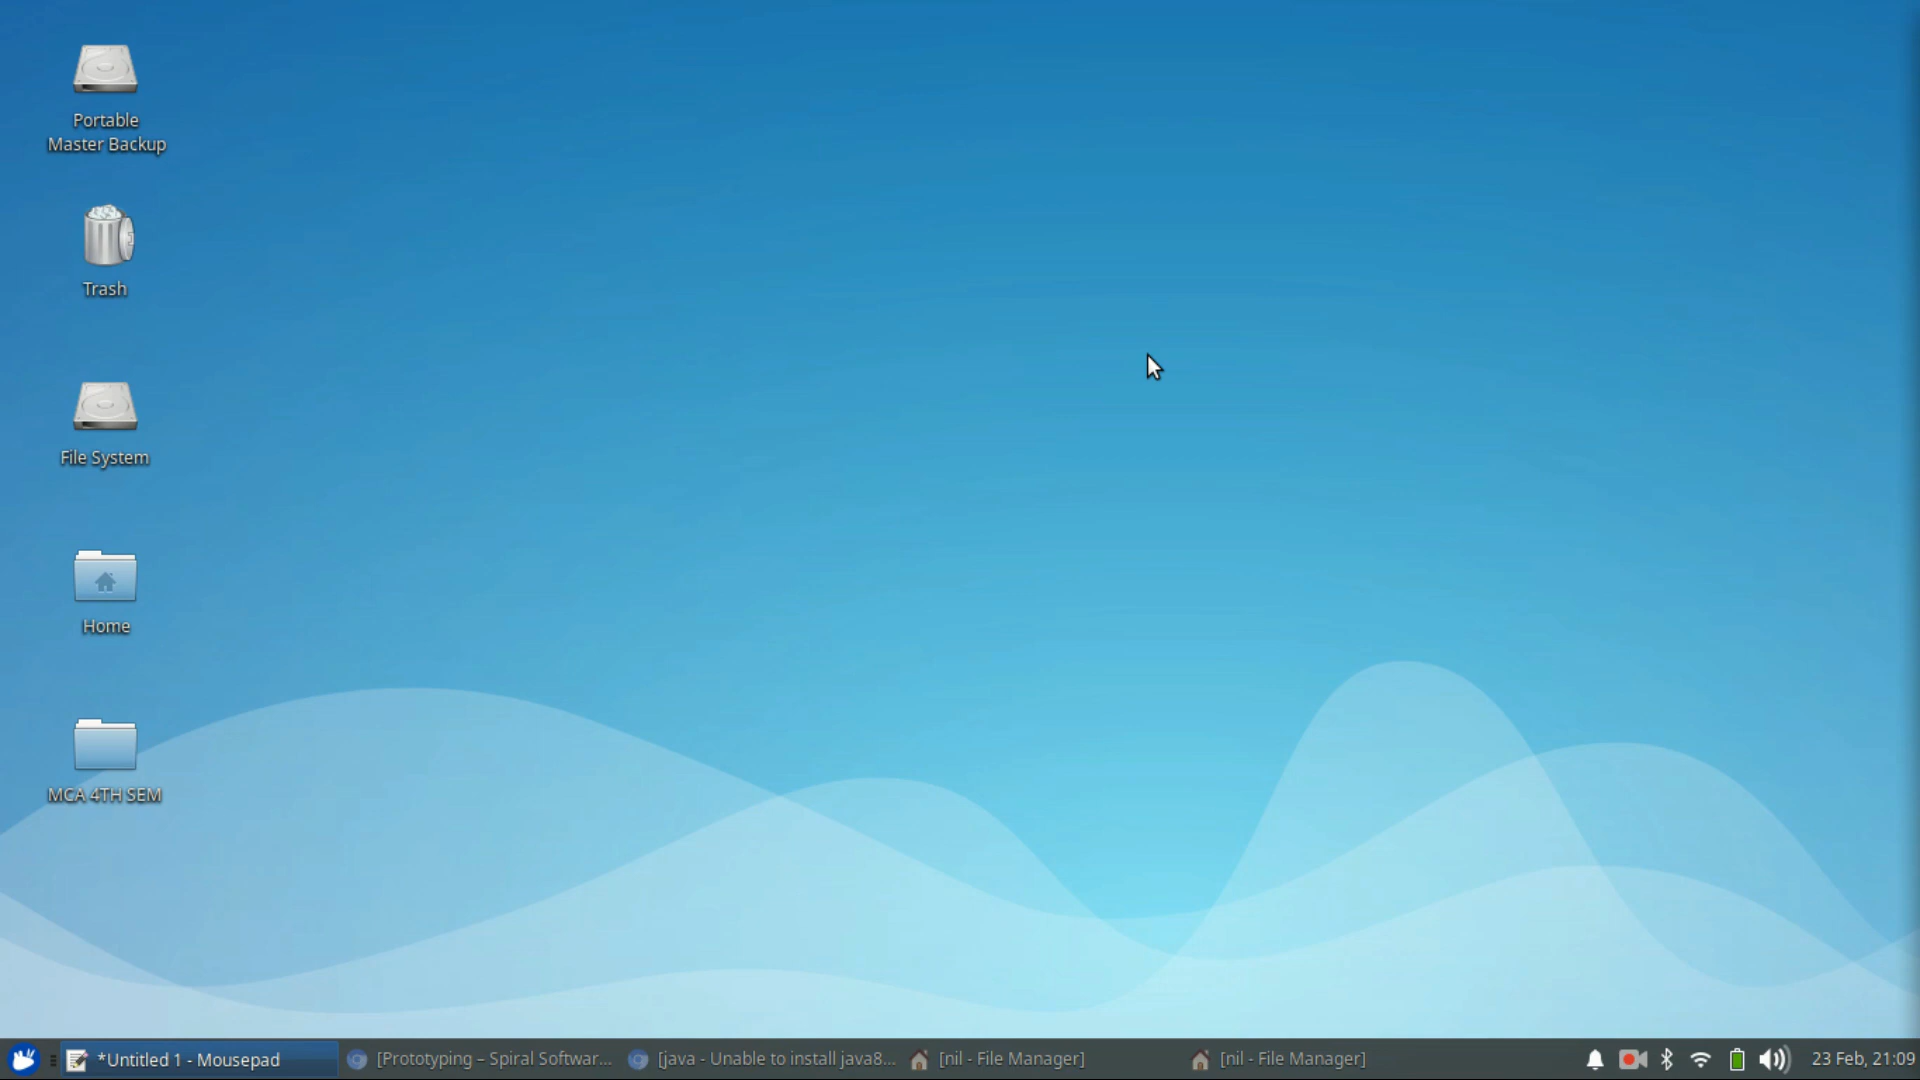 Portable
Master Backup
Trash
File System
Home
MCA 4TH SEM
*Untitled 1 - Mousepad
[Prototyping – Spiral Softwar...
[java - Unable to install java8...
[nil - File Manager]
[nil - File Manager]
23 Feb, 21:09